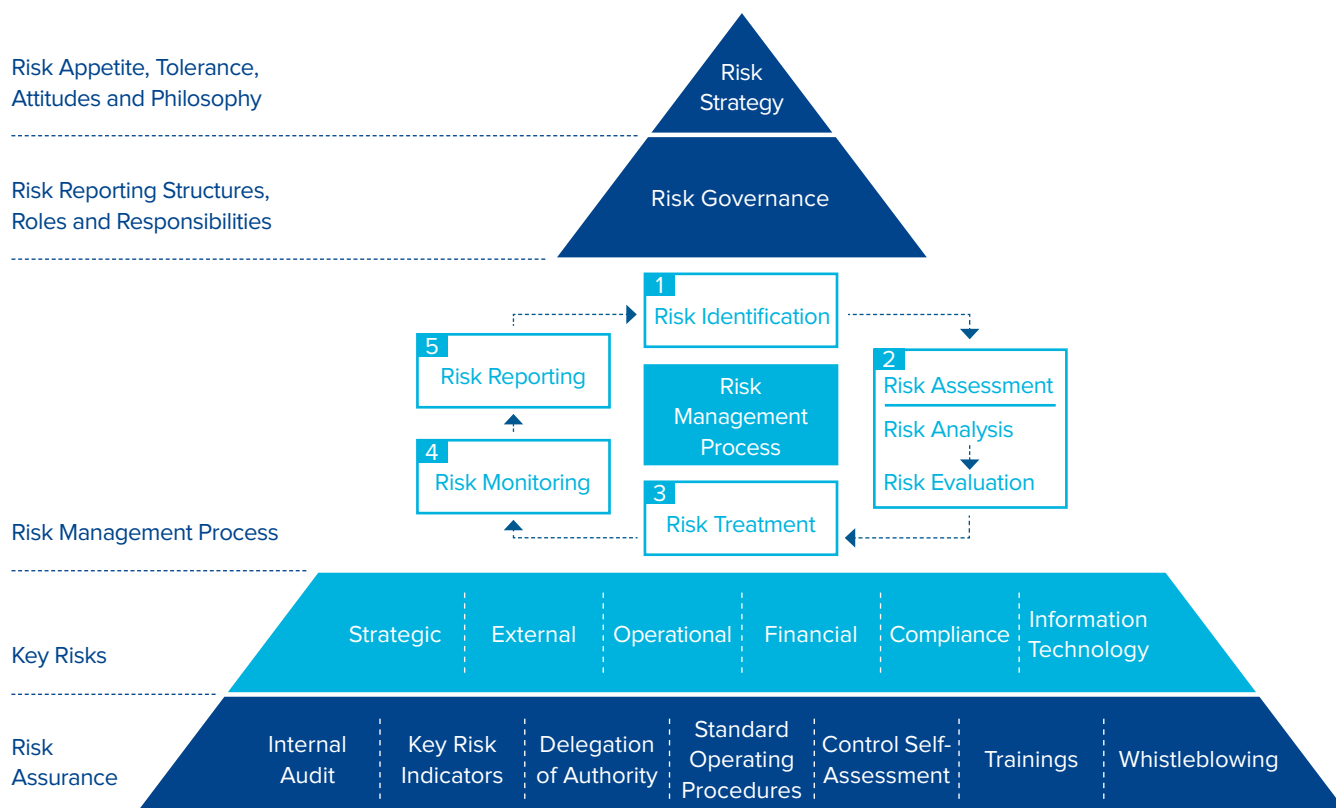 Risk Appetite, Tolerance,
Attitudes and Philosophy
Risk
Strategy
Risk Reporting Structures,
Roles and Responsibilities
Risk Governance
1
Risk Identification
5
Risk Reporting
2
Risk Assessment
Risk Analysis
Risk Evaluation
Risk
Management
Process
4
Risk Monitoring
3
Risk Treatment
Risk Management Process
Key Risks
Strategic
External
Operational
Financial
Compliance
Information
Technology
Risk
Assurance
Internal
Audit
Key Risk
Indicators
Delegation
of Authority
Standard
Operating
Procedures
Control Self-
Assessment
Trainings
Whistleblowing